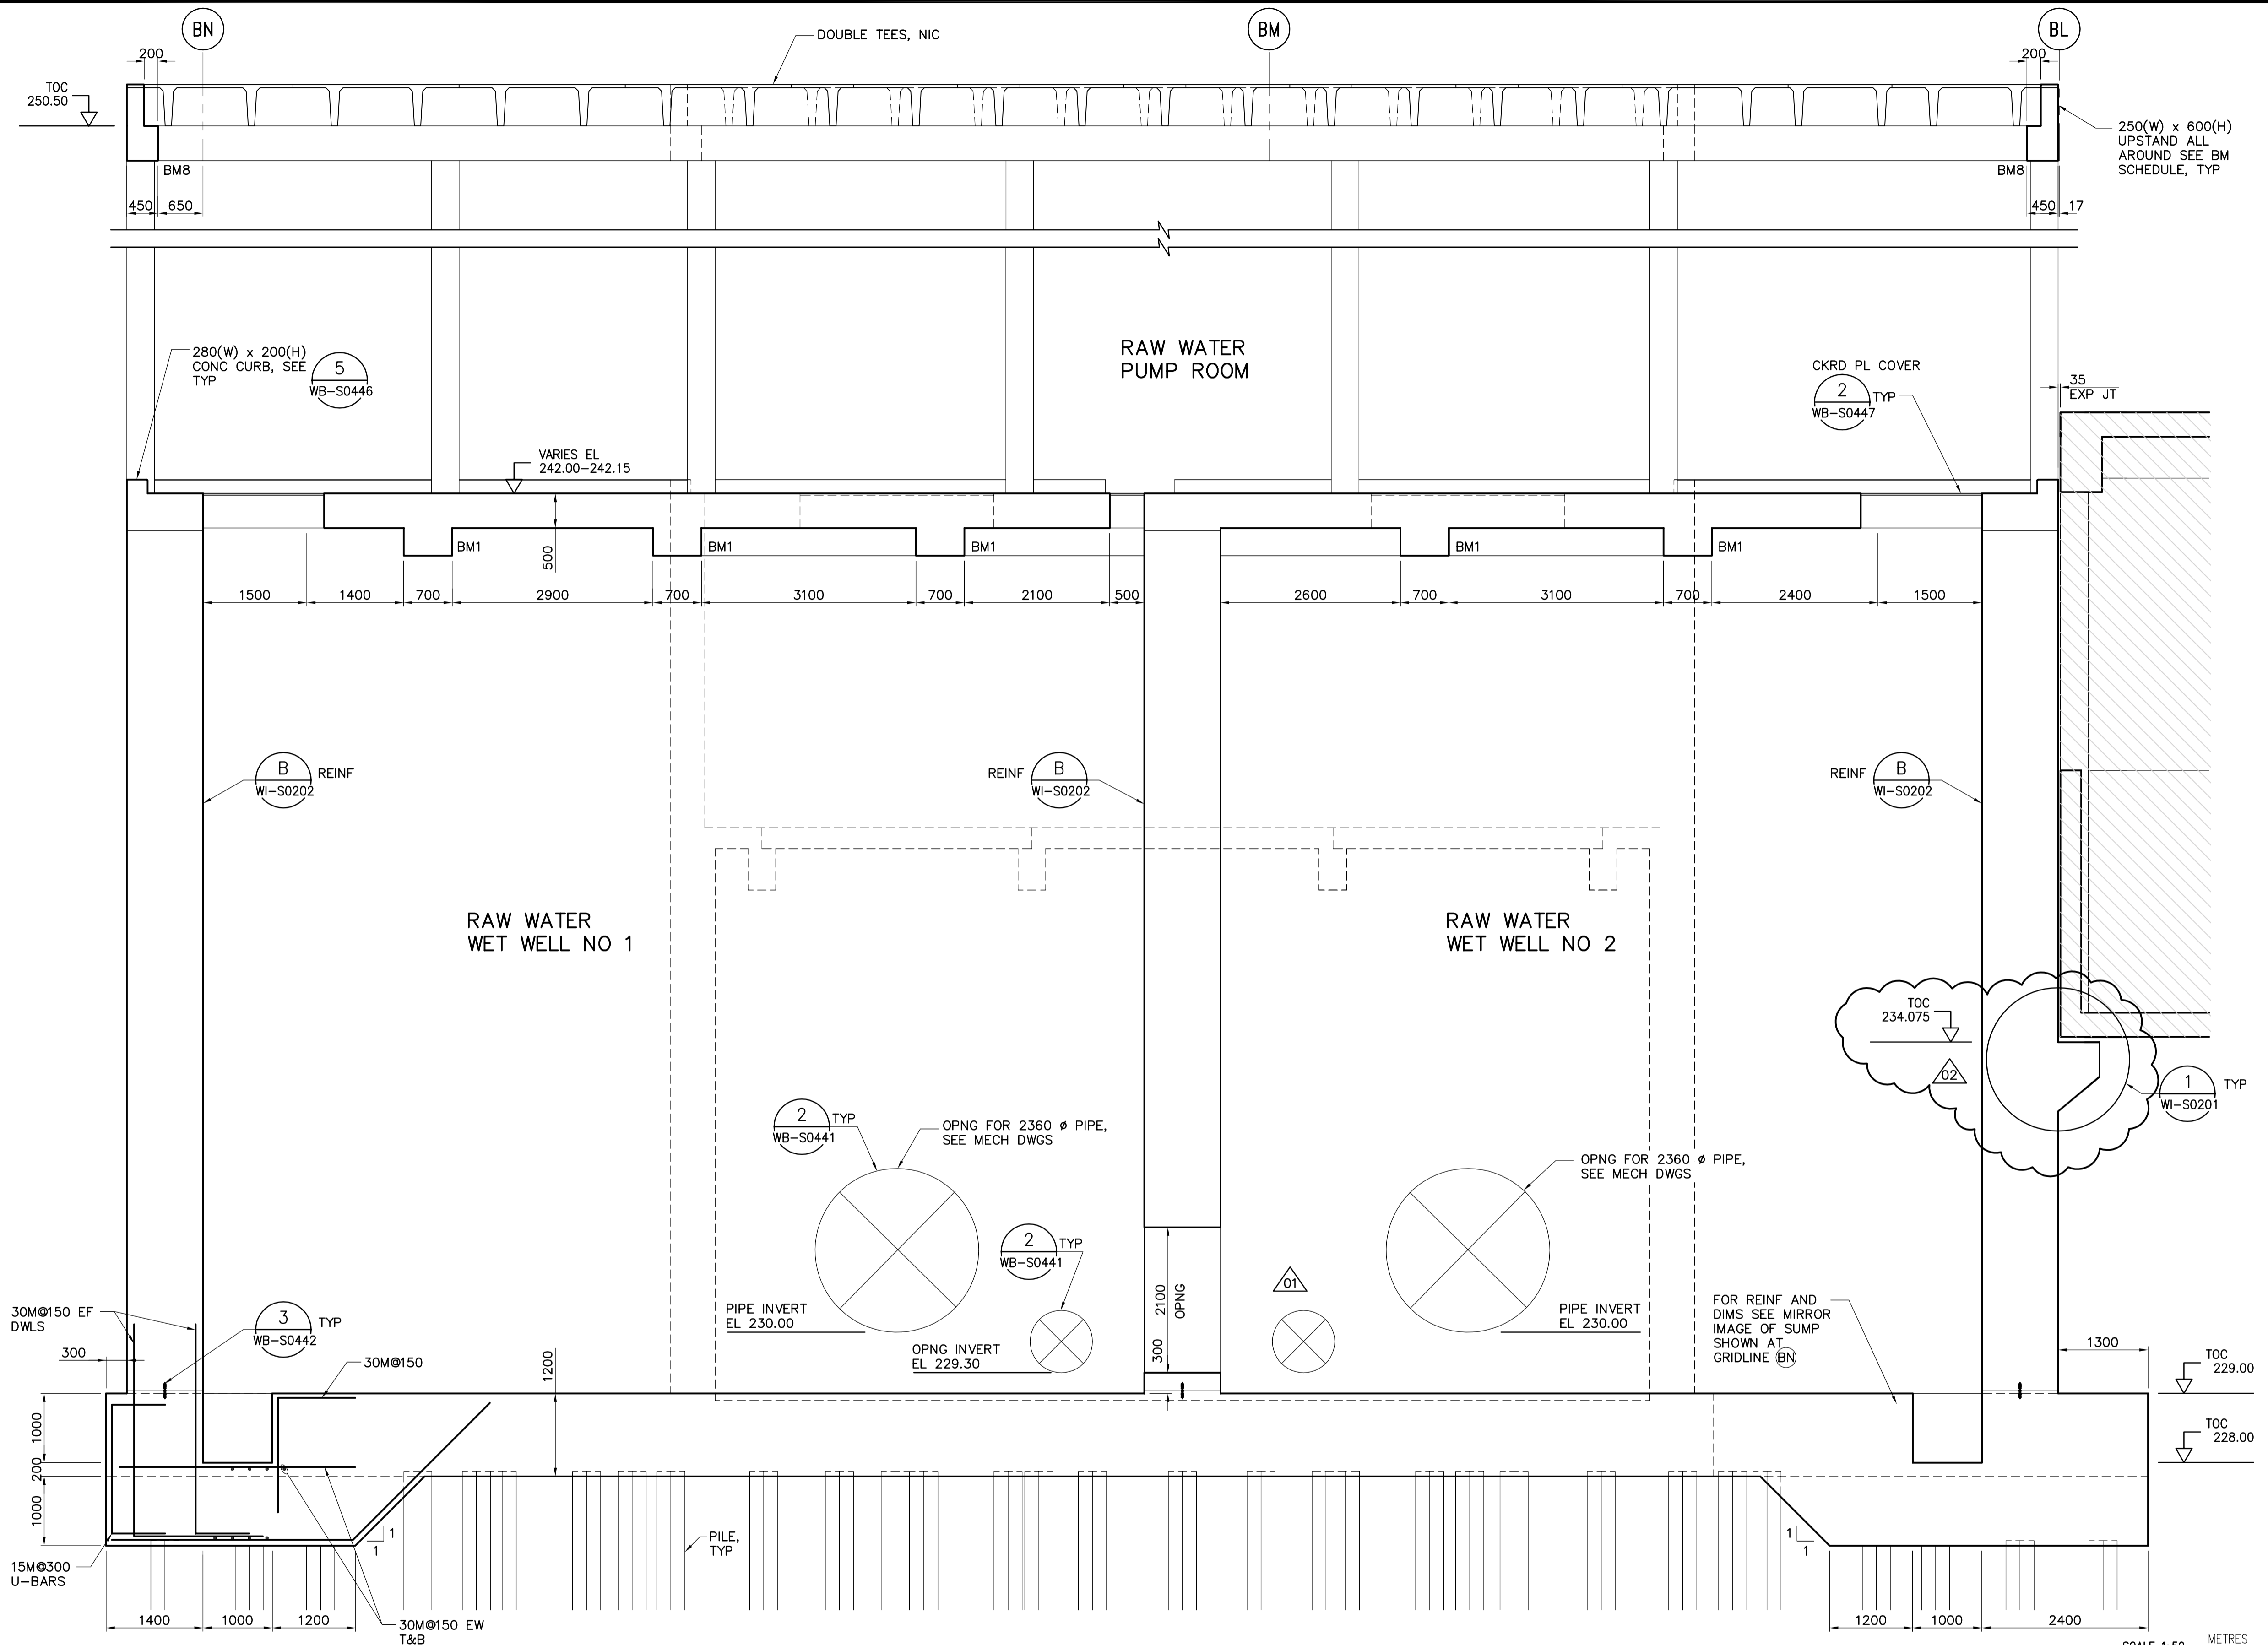 BN
BM
BL
DOUBLE TEES, NIC
200
200
TOC
250.50
250(W) x 600(H)
UPSTAND ALL
AROUND SEE BM
SCHEDULE, TYP
BM8
BM8
450
650
450
17
RAW WATER
PUMP ROOM
280(W) x 200(H)
CONC CURB, SEE
TYP
5
WB-S0446
CKRD PL COVER
2
WB-S0447
TYP
35
EXP JT
VARIES EL
242.00-242.15
BM1
BM1
BM1
BM1
BM1
500
1500
1400
700
2900
700
3100
700
2100
500
2600
700
3100
700
2400
1500
B
WI-S0202
REINF
REINF
B
WI-S0202
REINF
B
WI-S0202
RAW WATER
WET WELL NO 1
RAW WATER
WET WELL NO 2
TOC
234.075
02
1
WI-S0201
TYP
2
WB-S0441
TYP
OPNG FOR 2360 ø PIPE,
SEE MECH DWGS
OPNG FOR 2360 ø PIPE,
SEE MECH DWGS
2
WB-S0441
TYP
01
2100
OPNG
300
PIPE INVERT
EL 230.00
PIPE INVERT
EL 230.00
OPNG INVERT
EL 229.30
FOR REINF AND
DIMS SEE MIRROR
IMAGE OF SUMP
SHOWN AT
GRIDLINE BN
30M@150 EF
DWLS
3
WB-S0442
TYP
300
30M@150
1200
1300
TOC
229.00
TOC
228.00
1000
200
1000
1
1
1
1
PILE,
TYP
15M@300
U-BARS
1400
1000
1200
30M@150 EW
T&B
1200
1000
2400
SCALE 1:50
METRES